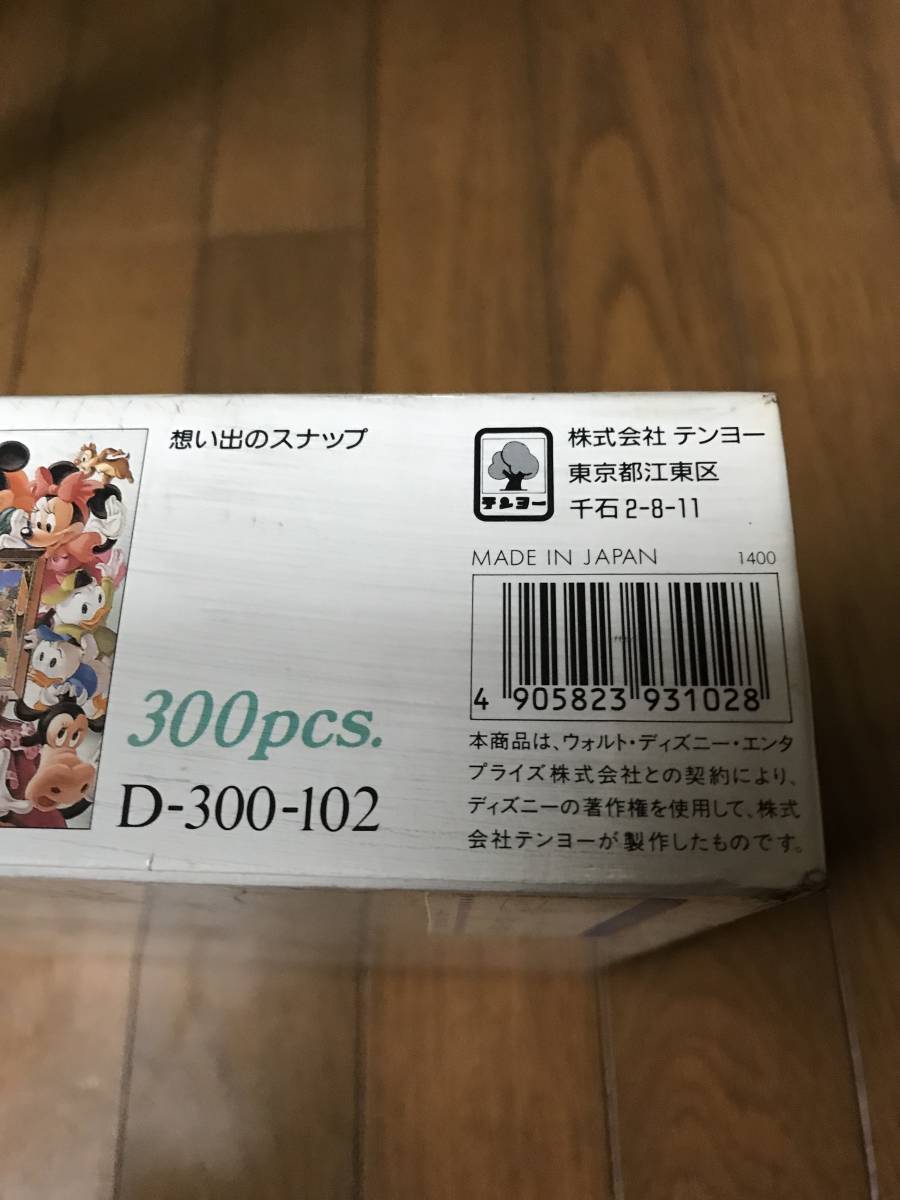 想い出のスナップ
300pcs.
D-300-102
テンヨー
株式会社 テンヨー
東京都江東区
千石2-8-11
MADE IN JAPAN 1400
4 905823 931028
本商品は、ウォルト・ディズニー・エンタ
プライズ株式会社との契約により、
ディズニーの著作権を使用して、株式
会社テンヨーが製作したものです。